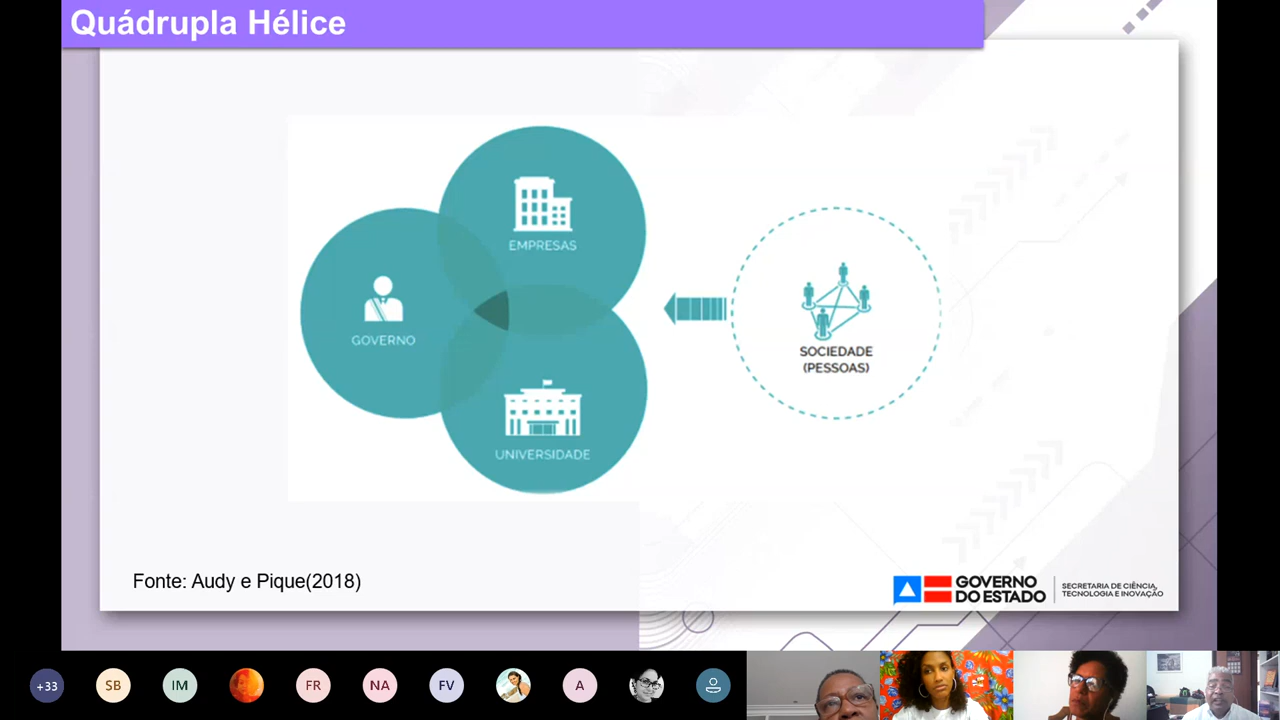 Quádrupla Hélice
EMPRESAS
GOVERNO
UNIVERSIDADE
SOCIEDADE
(PESSOAS)
Fonte: Audy e Pique(2018)
GOVERNO
DO ESTADO
SECRETARIA DE CIÊNCIA,
TECNOLOGIA E INOVAÇÃO
+33
SB
IM
FR
NA
FV
A